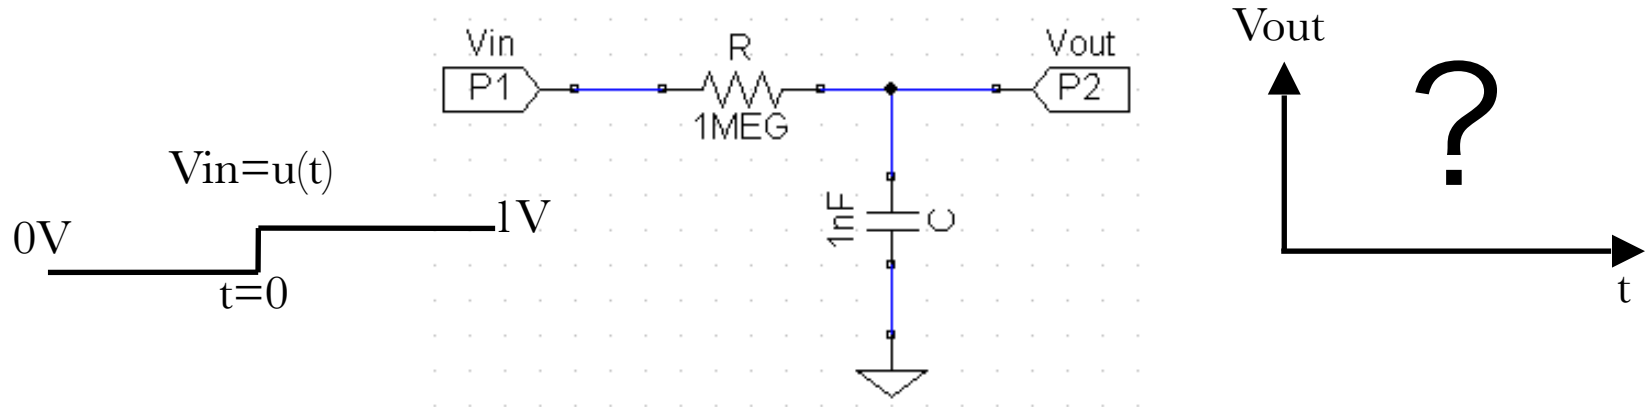 Vin=u(t)
0V
1V
t=0
Vin
P1
R
1MEG
Vout
P2
1nF
C
Vout
?
t